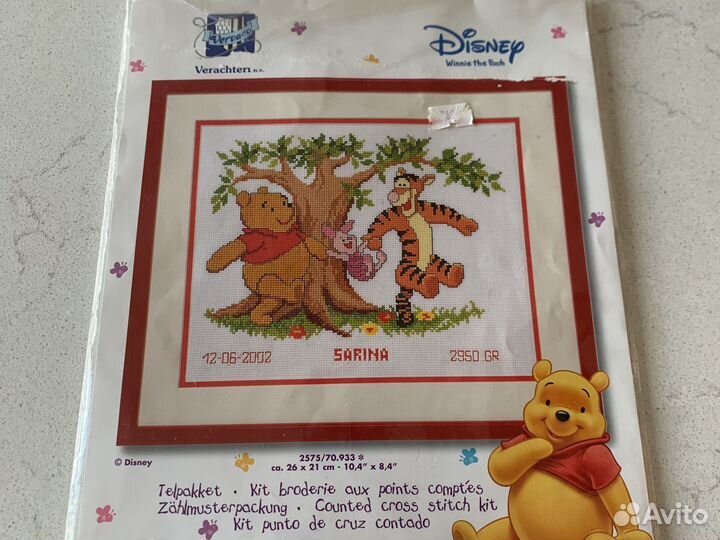 Vervaco
Verachtert n.v.
Disney
Winnie the Pooh
12-06-2002 SARINA 2950.GR
2575/70.933 *
© Disney
ca. 26 x 21 cm - 10,4" x 8,4"
Telpakket · Kit broderie aux points comptés
Zählmusterpackung · Counted cross stitch kit
Kit punto de cruz contado
Avito